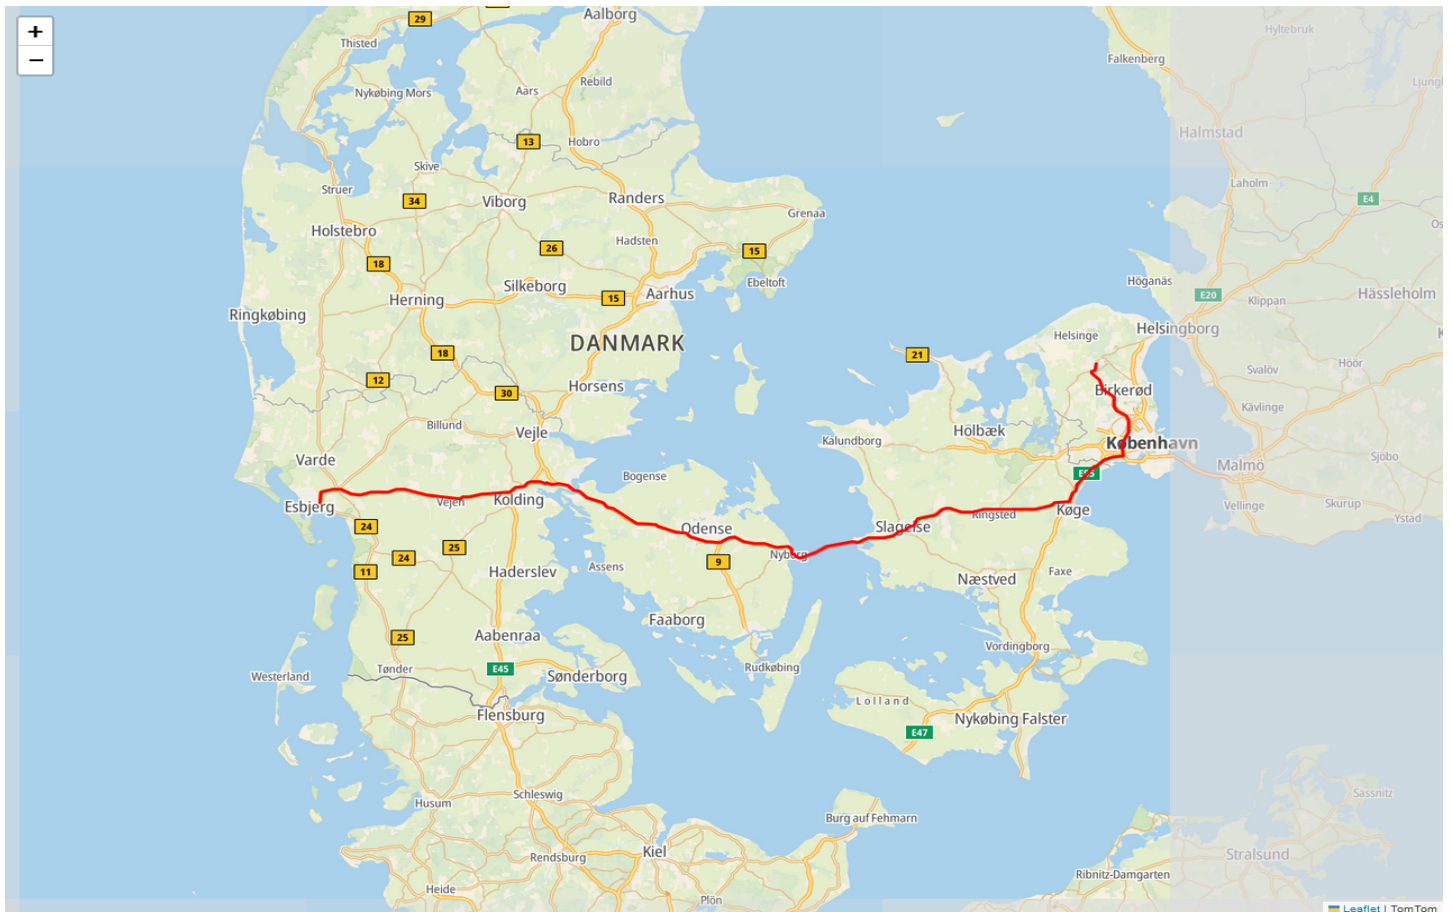 +
−
29
Aalborg
Hyltebruk
Thisted
Falkenberg
Rebild
Nykøbing Mors
Aars
Halmstad
13
Hobro
Skive
Struer
Laholm
34
Viborg
Randers
E4
Grenaa
Holstebro
Hadsten
26
15
18
Höganäs
Ebeltoft
Silkeborg
Aarhus
Herning
15
E20
Klippan
Hässleholm
Ringkøbing
Helsinge
Helsingborg
DANMARK
18
21
Höör
Svalöv
12
30
Horsens
Birkerød
Kävlinge
Billund
Vejle
Holbæk
Kalundborg
København
Sjöbo
Varde
Malmö
Bogense
Vejen
Kolding
Esbjerg
Køge
Ringsted
Vellinge
Skurup
Ystad
24
Odense
Slagelse
25
Nyborg
24
9
11
Assens
Haderslev
Næstved
Faxe
Faaborg
25
Aabenraa
Vordingborg
Tønder
E45
Rudkøbing
Westerland
Sønderborg
Lolland
Flensburg
Nykøbing Falster
E47
Schleswig
Sassnitz
Husum
Burg auf Fehmarn
Kiel
Rendsburg
Stralsund
Ribnitz-Damgarten
Heide
Plön
Leaflet | TomTom